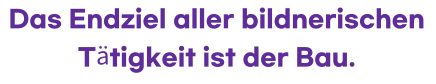 Das Endziel aller bildnerischen
Tätigkeit ist der Bau.